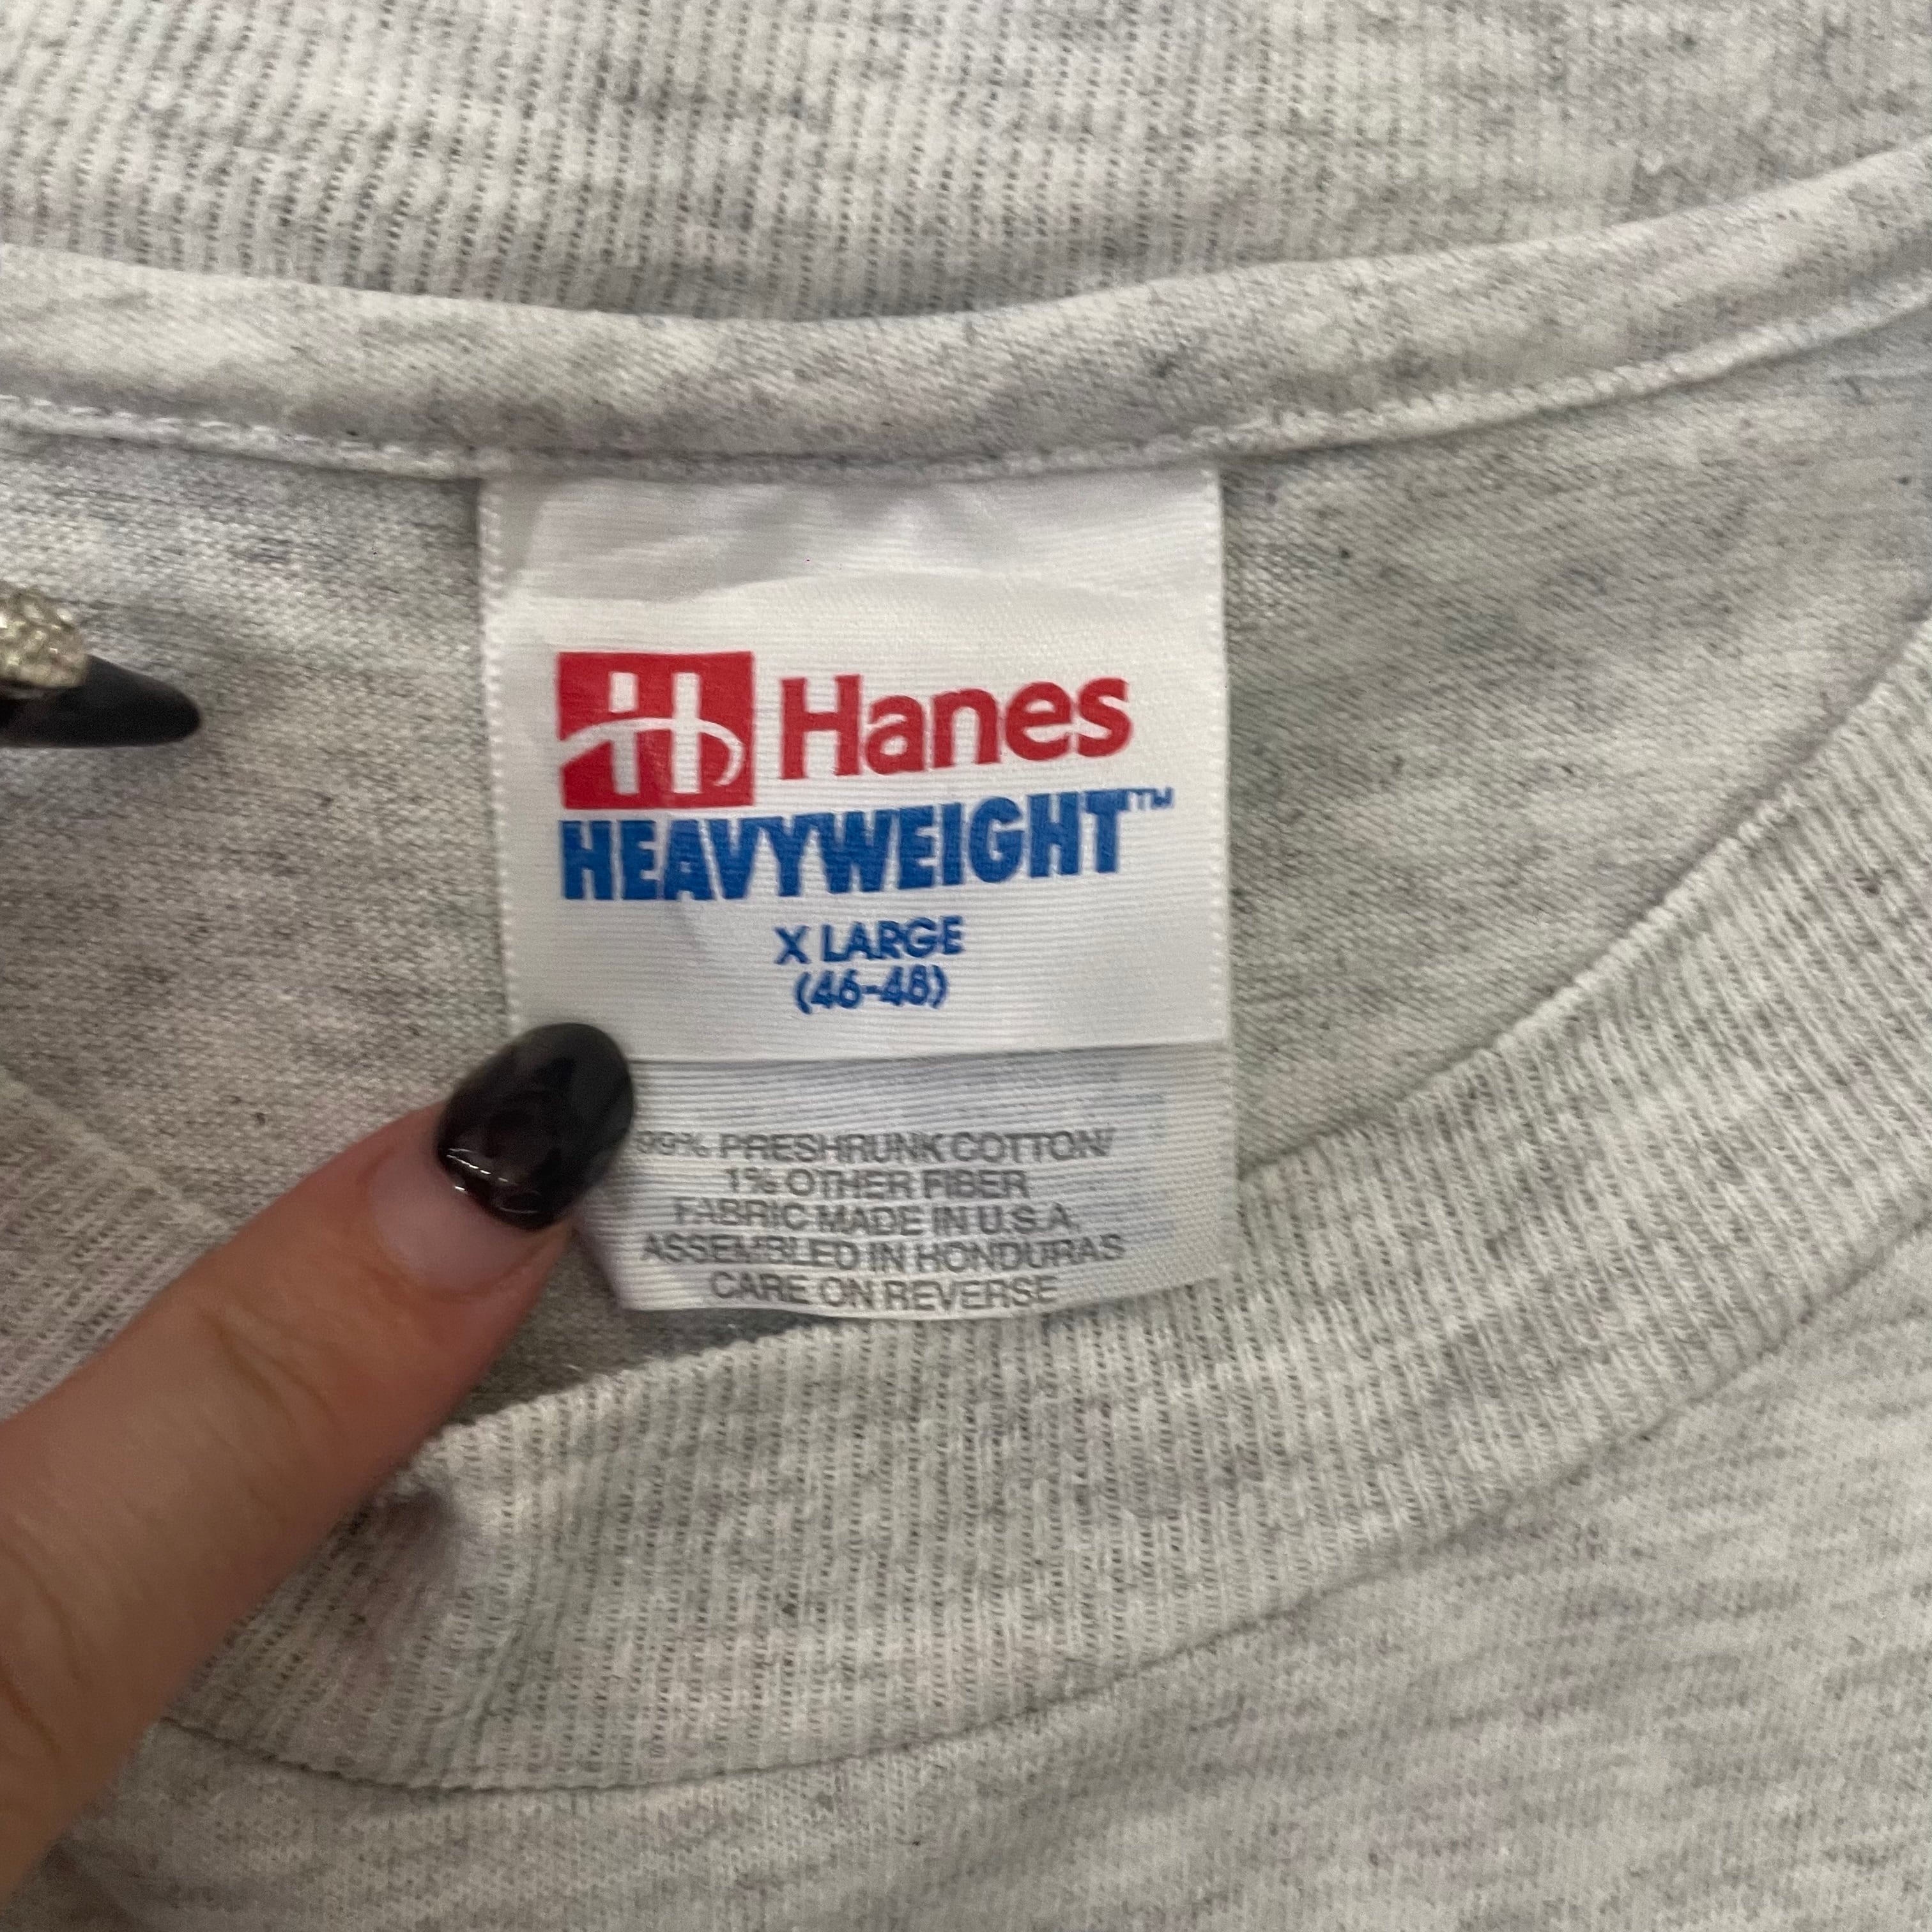 H Hanes
HEAVYWEIGHT™
X LARGE
(46-48)
99% PRESHRUNK COTTON/
1% OTHER FIBER
FABRIC MADE IN U.S.A.
ASSEMBLED IN HONDURAS
CARE ON REVERSE